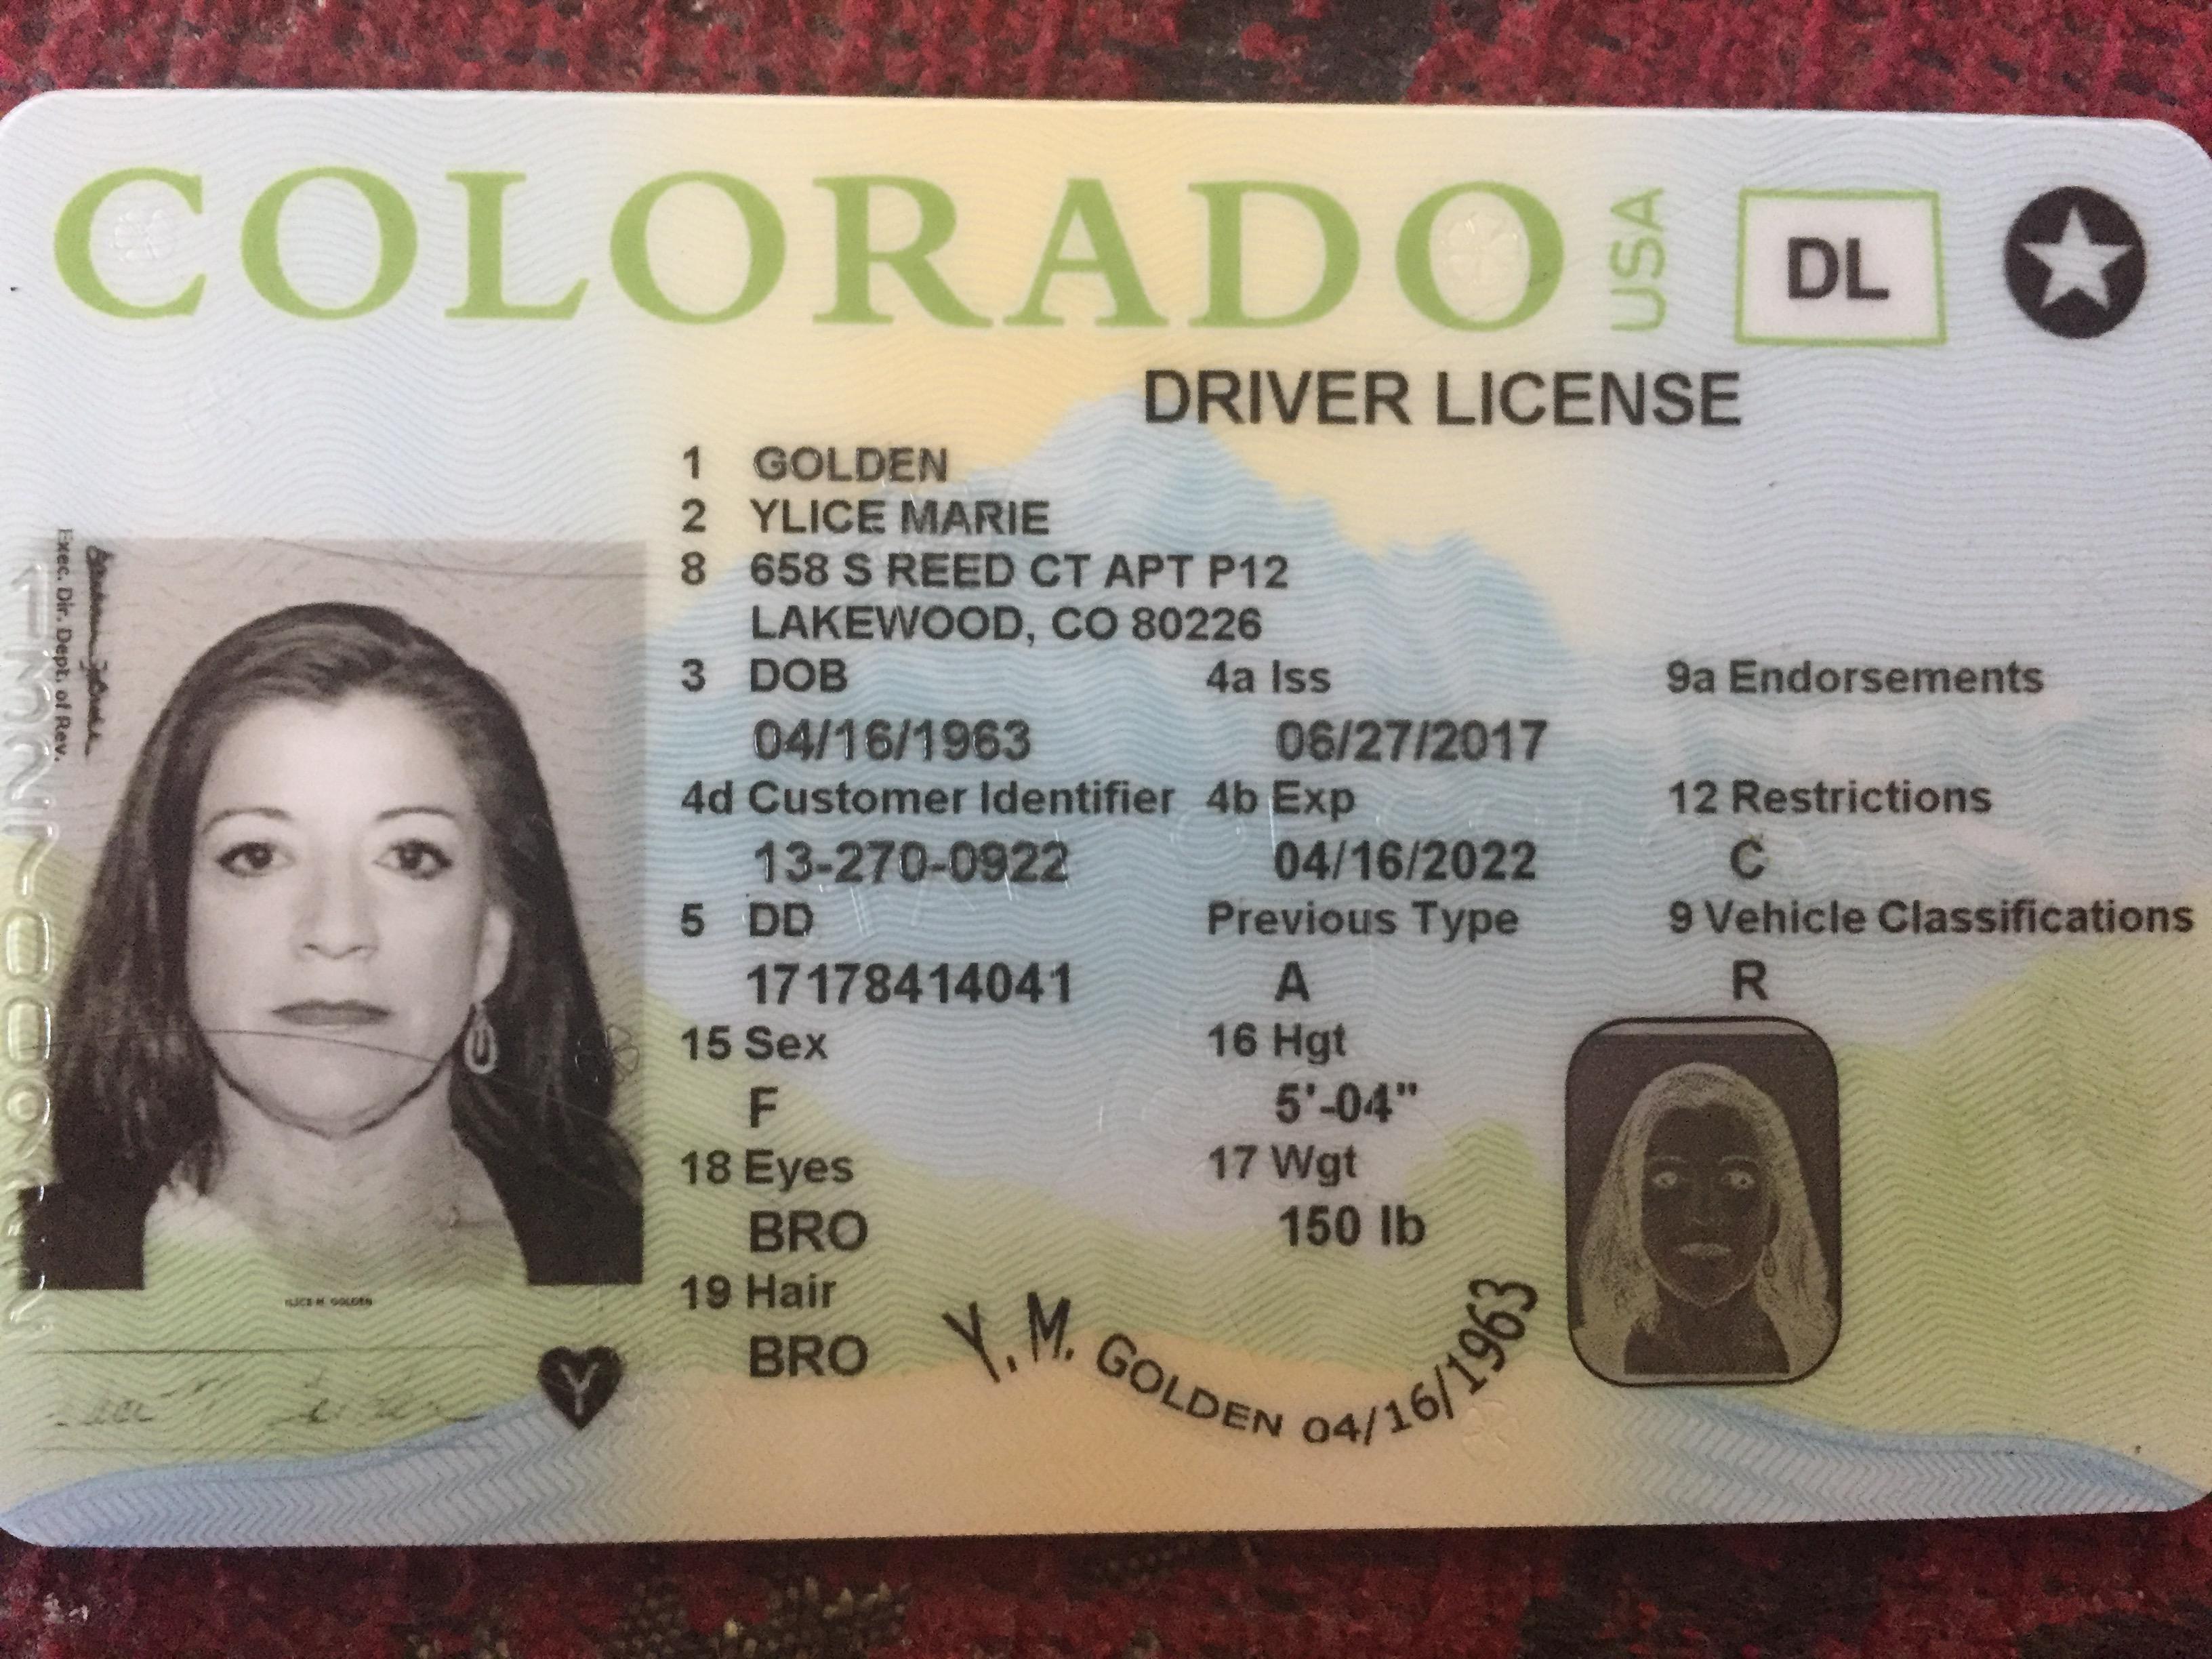 COLORADO USA DL
DRIVER LICENSE
1 GOLDEN
2 YLICE MARIE
8 658 S REED CT APT P12
LAKEWOOD, CO 80226
3 DOB 4a Iss 9a Endorsements
04/16/1963 06/27/2017
4d Customer Identifier 4b Exp 12 Restrictions
13-270-0922 04/16/2022 C
5 DD Previous Type 9 Vehicle Classifications
17178414041 A R
15 Sex 16 Hgt
F 5'-04"
18 Eyes 17 Wgt
BRO 150 lb
19 Hair
BRO
Y. M. GOLDEN 04/16/1963
Exec. Dir. Dept. of Rev.
13270092
YLICE M. GOLDEN
Y